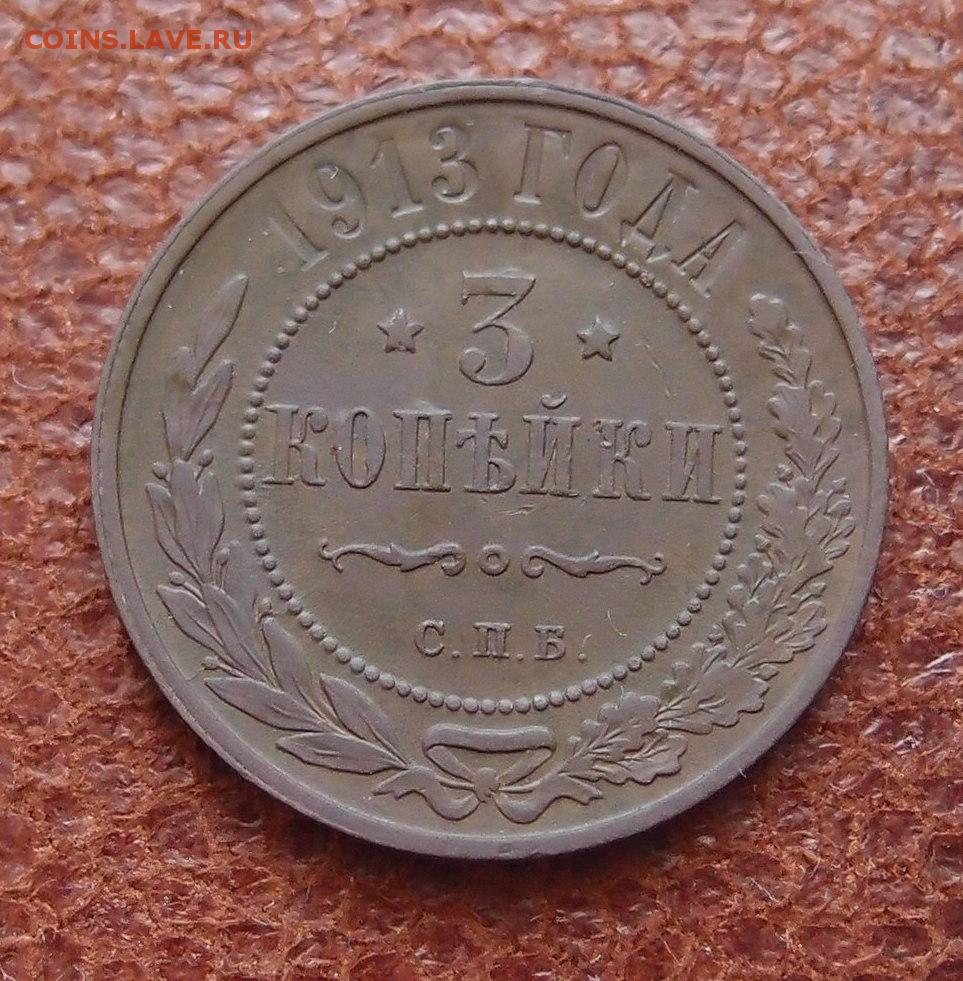 COINS.LAVE.RU
1913 ГОДА
3
КОПѢЙКИ
С.П.Б.